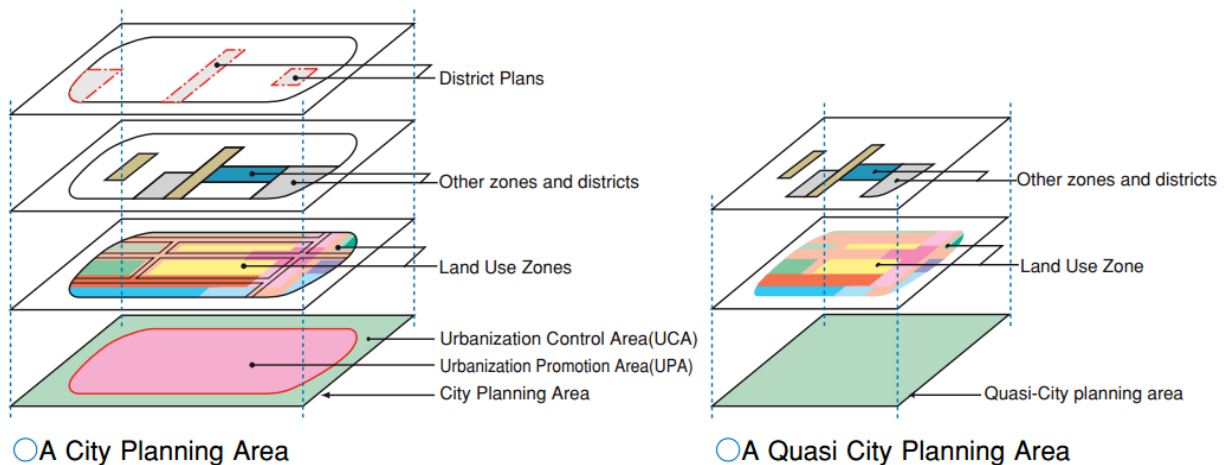 District Plans
Other zones and districts
Land Use Zones
Urbanization Control Area(UCA)
Urbanization Promotion Area(UPA)
City Planning Area
○A City Planning Area
Other zones and districts
Land Use Zone
Quasi-City planning area
○A Quasi City Planning Area